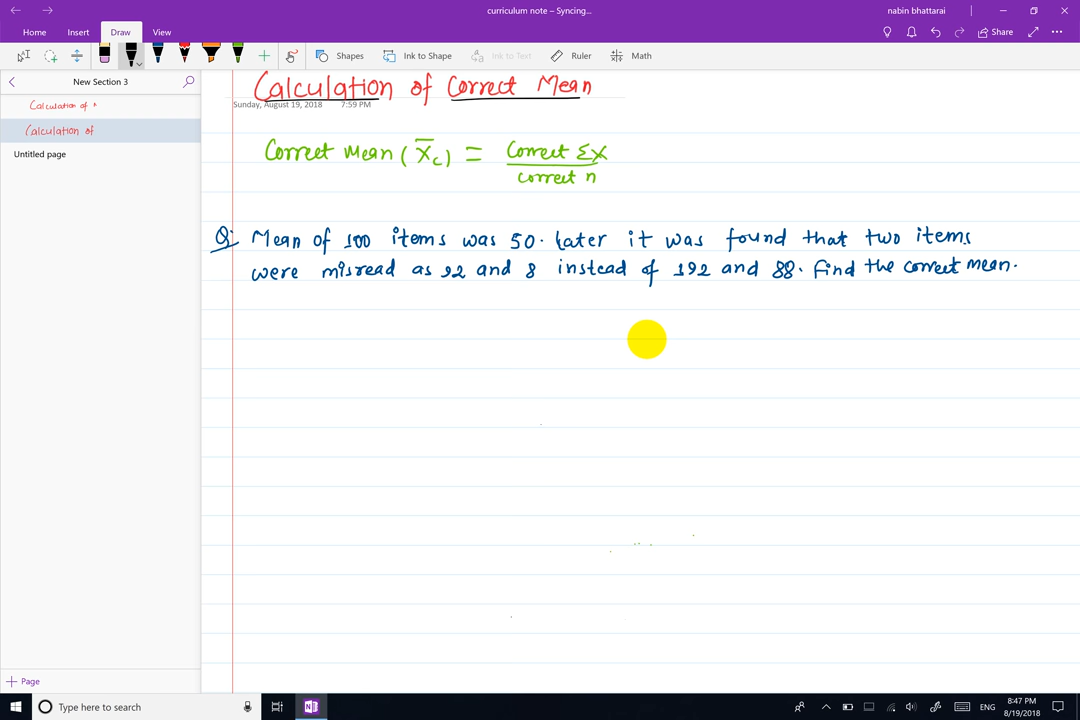 curriculum note – Syncing...
nabin bhattarai
Home Insert Draw View
Share
Shapes Ink to Shape Ink to Text Ruler Math
New Section 3
Calculation of
Calculation of
Untitled page
Calculation of Correct Mean
Sunday, August 19, 2018 7:59 PM
Correct Mean (X̅c) = Correct ΣX
correct n
Q: Mean of 100 items was 50. Later it was found that two items
were misread as 92 and 8 instead of 192 and 88. Find the correct mean.
Page
Type here to search
ENG
8:47 PM
8/19/2018